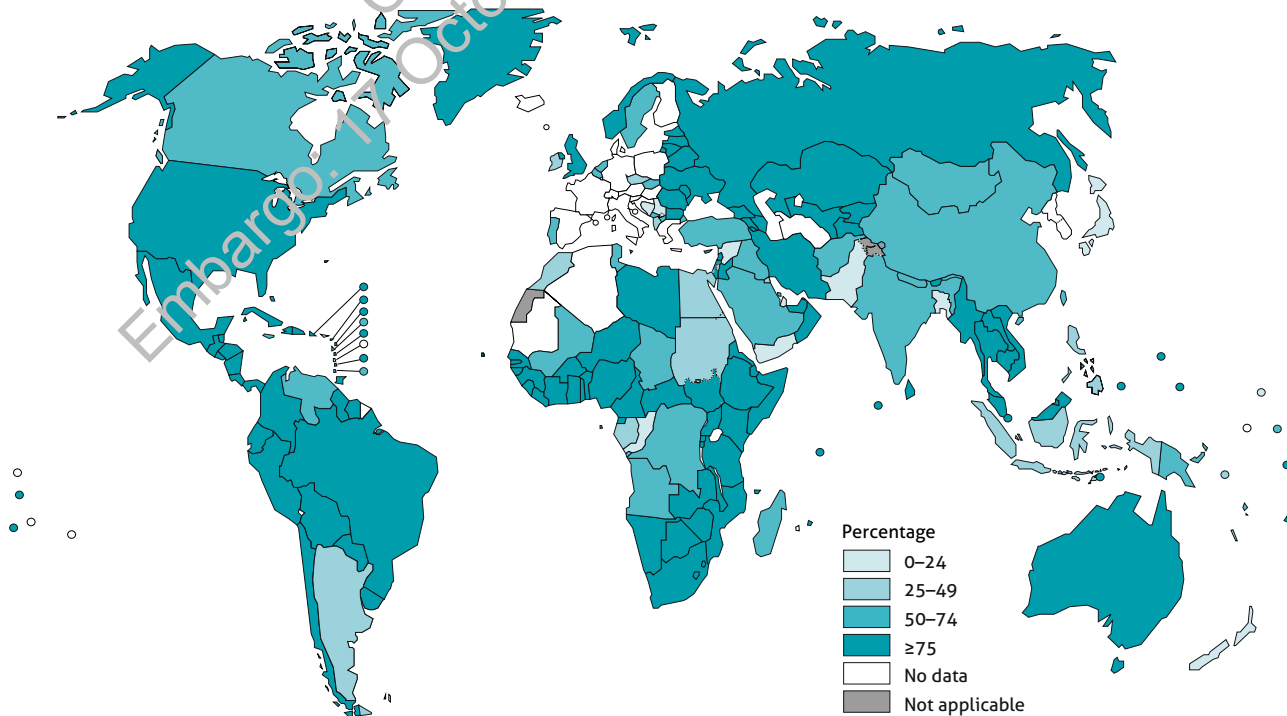 Embargo: 17 Octo
Percentage
0–24
25–49
50–74
≥75
No data
Not applicable